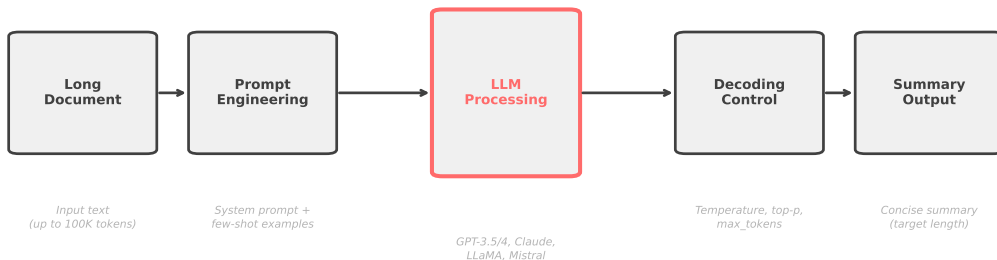 Long
Document
Prompt
Engineering
LLM
Processing
Decoding
Control
Summary
Output
Input text
(up to 100K tokens)
System prompt +
few-shot examples
GPT-3.5/4, Claude,
LLaMA, Mistral
Temperature, top-p,
max_tokens
Concise summary
(target length)